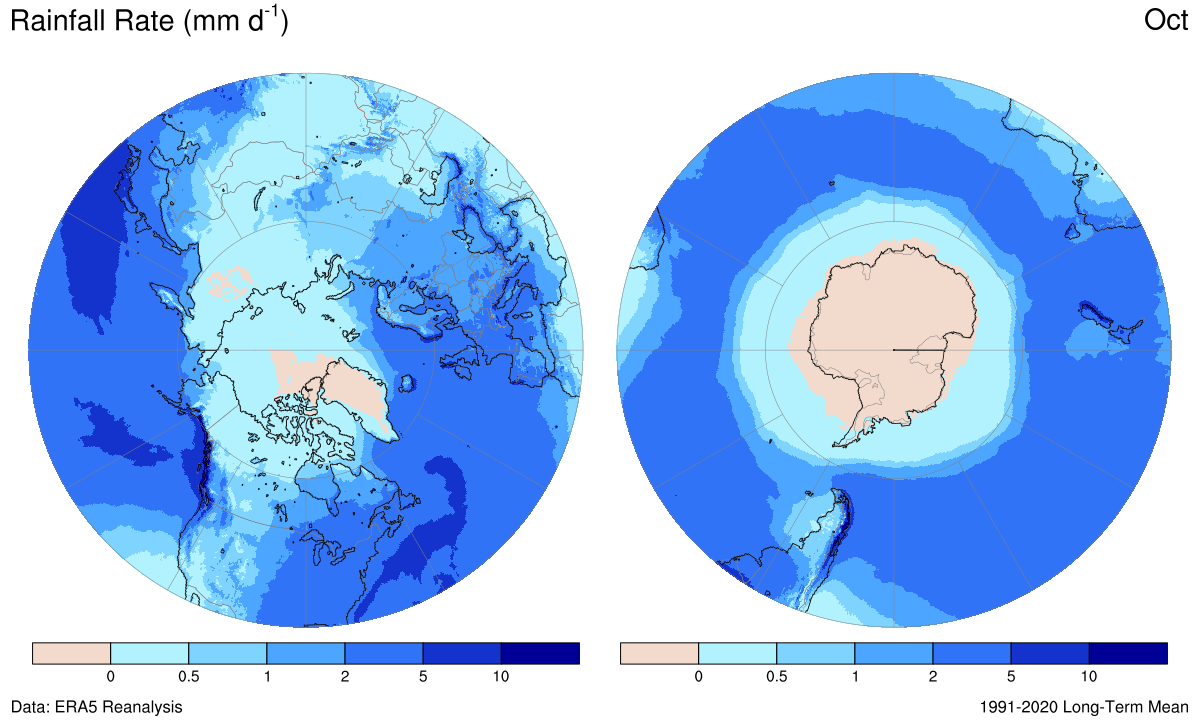 Rainfall Rate (mm d⁻¹)
Oct
0 0.5 1 2 5 10
0 0.5 1 2 5 10
Data: ERA5 Reanalysis
1991-2020 Long-Term Mean